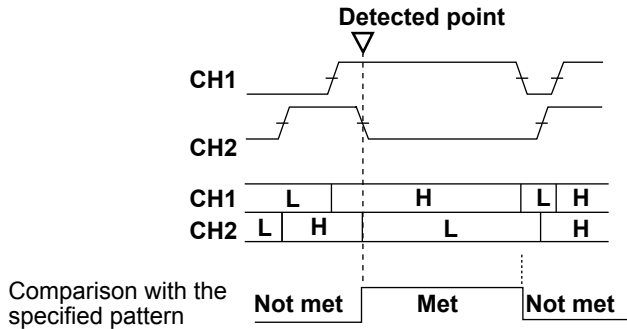 Detected point
CH1
CH2
CH1 L H L H
CH2 L H L H
Comparison with the
specified pattern
Not met Met Not met